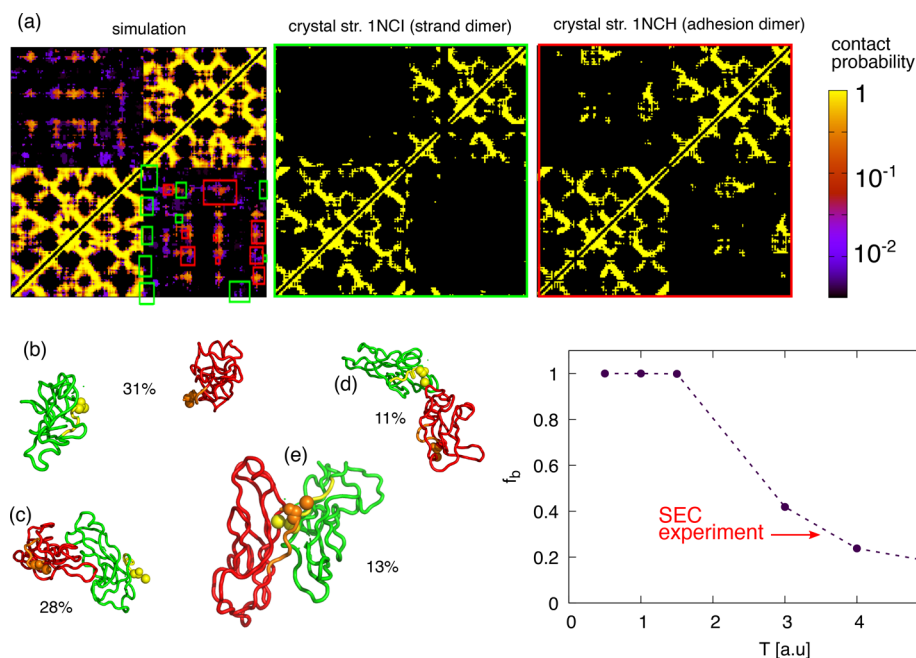 (a)
simulation
crystal str. 1NCI (strand dimer)
crystal str. 1NCH (adhesion dimer)
contact
probability
1
10⁻¹
10⁻²
(b)
31%
(d)
11%
(c)
28%
(e)
13%
f_b
1
0.8
0.6
0.4
0.2
0
SEC
experiment
0
1
2
3
4
T [a.u]